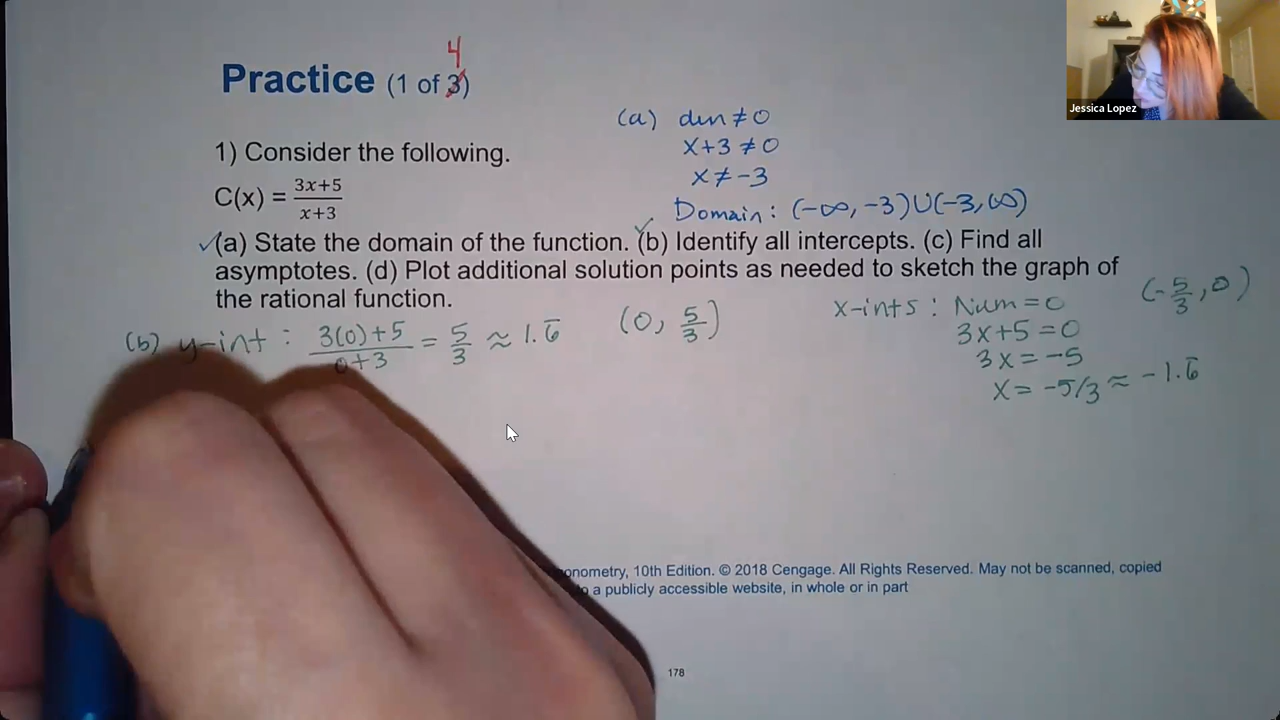 4
Practice (1 of 3)
Jessica Lopez
(a) den ≠ 0
x+3 ≠ 0
x ≠ -3
Domain: (-∞, -3)∪(-3, ∞)
1) Consider the following.
C(x) = 3x+5
x+3
✓(a) State the domain of the function. ✓(b) Identify all intercepts. (c) Find all
asymptotes. (d) Plot additional solution points as needed to sketch the graph of
the rational function.
(b) y-int : 3(0)+5 = 5 ≈ 1.6̅ (0, 5/3)
0+3 3
x-ints : Num = 0 (-5/3, 0)
3x+5 = 0
3x = -5
x = -5/3 ≈ -1.6̅
10th Edition. © 2018 Cengage. All Rights Reserved. May not be scanned, copied
a publicly accessible website, in whole or in part
178